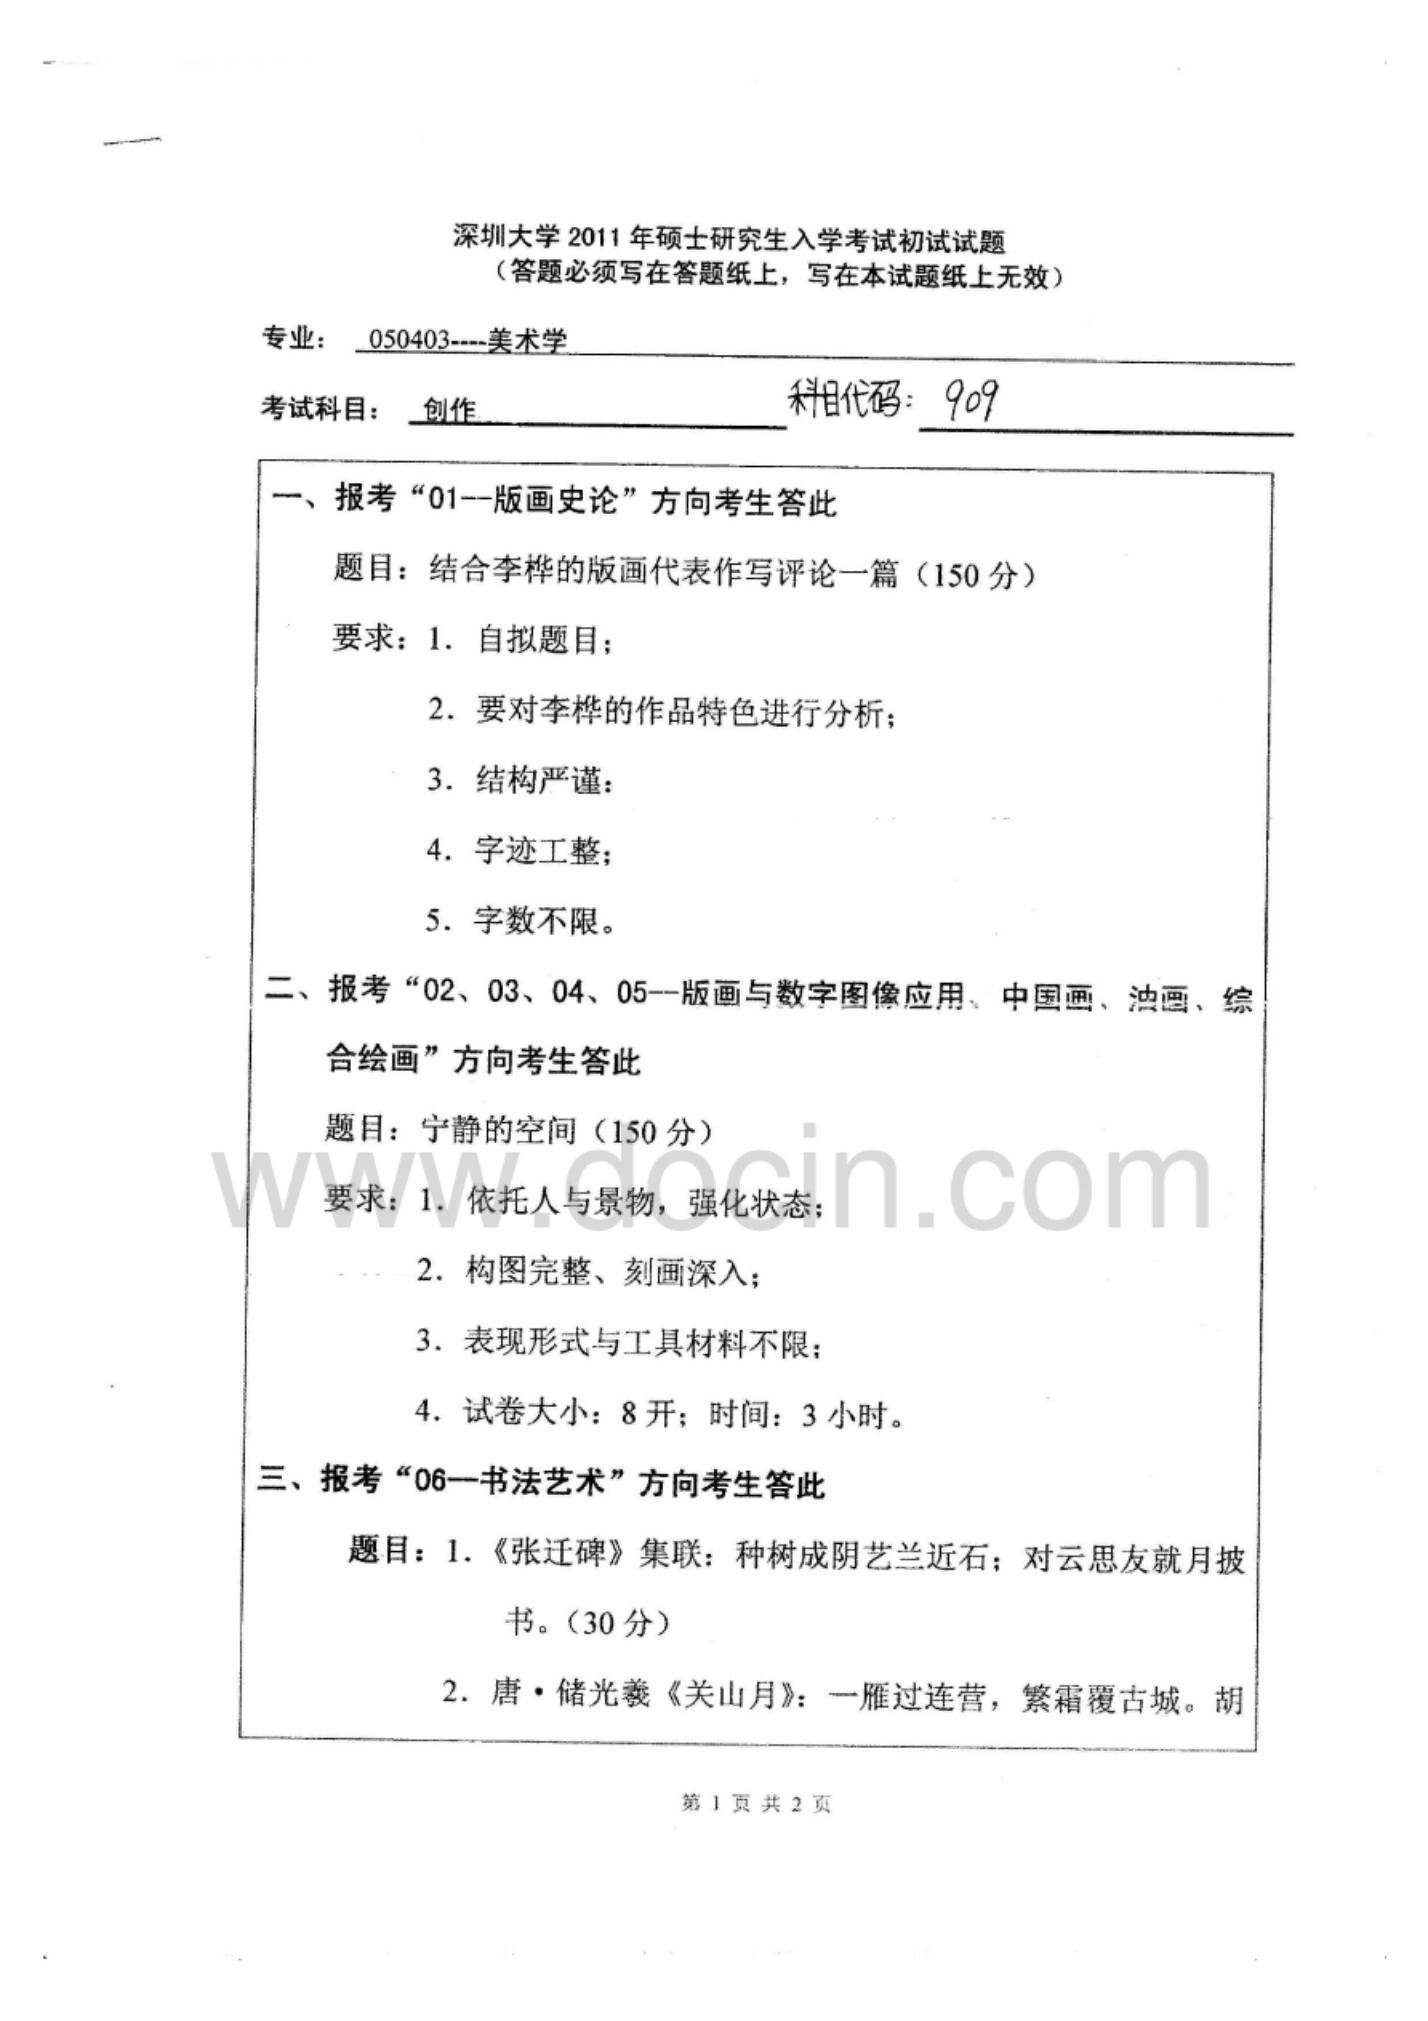 深圳大学 2011 年硕士研究生入学考试初试试题
（答题必须写在答题纸上，写在本试题纸上无效）
专业： 050403----美术学
考试科目： 创作 科目代码： 909
一、报考“01--版画史论”方向考生答此
题目：结合李桦的版画代表作写评论一篇（150 分）
要求：1．自拟题目；
2．要对李桦的作品特色进行分析；
3．结构严谨：
4．字迹工整；
5．字数不限。
二、报考“02、03、04、05--版画与数字图像应用、中国画、油画、综
合绘画”方向考生答此
题目：宁静的空间（150 分）
www.docin.com
要求：1．依托人与景物，强化状态；
2．构图完整、刻画深入；
3．表现形式与工具材料不限；
4．试卷大小：8 开；时间：3 小时。
三、报考“06--书法艺术”方向考生答此
题目：1．《张迁碑》集联：种树成阴艺兰近石；对云思友就月披
书。（30 分）
2．唐·储光羲《关山月》：一雁过连营，繁霜覆古城。胡
第 1 页 共 2 页